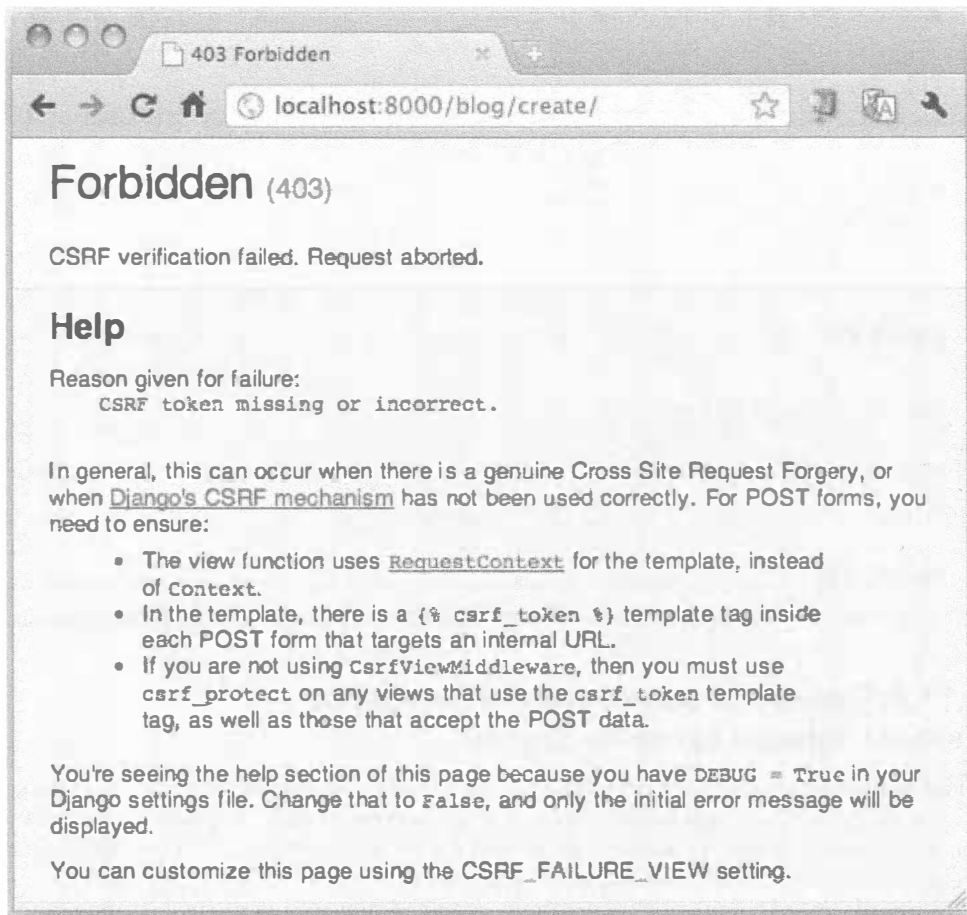 403 Forbidden
localhost:8000/blog/create/
Forbidden (403)
CSRF verification failed. Request aborted.
Help
Reason given for failure:
CSRF token missing or incorrect.
In general, this can occur when there is a genuine Cross Site Request Forgery, or
when Django's CSRF mechanism has not been used correctly. For POST forms, you
need to ensure:
• The view function uses RequestContext for the template, instead
of Context.
• In the template, there is a {% csrf_token %} template tag inside
each POST form that targets an internal URL.
• If you are not using CsrfViewMiddleware, then you must use
csrf_protect on any views that use the csrf_token template
tag, as well as those that accept the POST data.
You're seeing the help section of this page because you have DEBUG = True in your
Django settings file. Change that to False, and only the initial error message will be
displayed.
You can customize this page using the CSRF_FAILURE_VIEW setting.